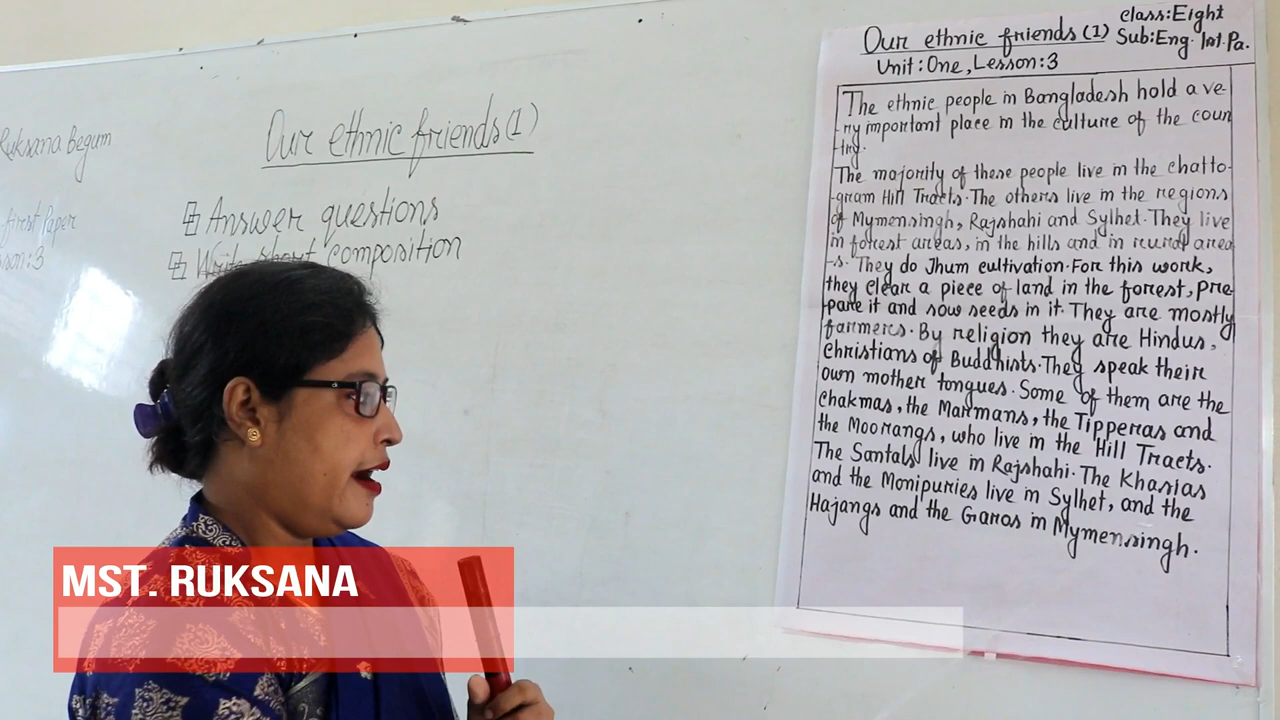 Ruksana Begum
first Paper
sson:3
Our ethnic friends (1)
Answer questions
Write short composition
Our ethnic friends (1)
Class:Eight
Sub:Eng. 1st.Pa.
Unit:One, Lesson:3
The ethnic people in Bangladesh hold a ve-
-ry important place in the culture of the coun
-try.
The majority of these people live in the chatto-
-gram Hill Tracts. The others live in the regions
of Mymensingh, Rajshahi and Sylhet. They live
in forest areas, in the hills and in rural area
-s. They do Jhum cultivation. For this work,
they clear a piece of land in the forest, pre
pare it and sow seeds in it. They are mostly
farmers. By religion they are Hindus,
christians of Buddhists. They speak their
own mother tongues. Some of them are the
chakmas, the Marmans, the Tipperas and
the Moorangs, who live in the Hill Tracts.
The Santals live in Rajshahi. The Khasias
and the Monipuries live in Sylhet, and the
Hajangs and the Garos in Mymensingh.
MST. RUKSANA